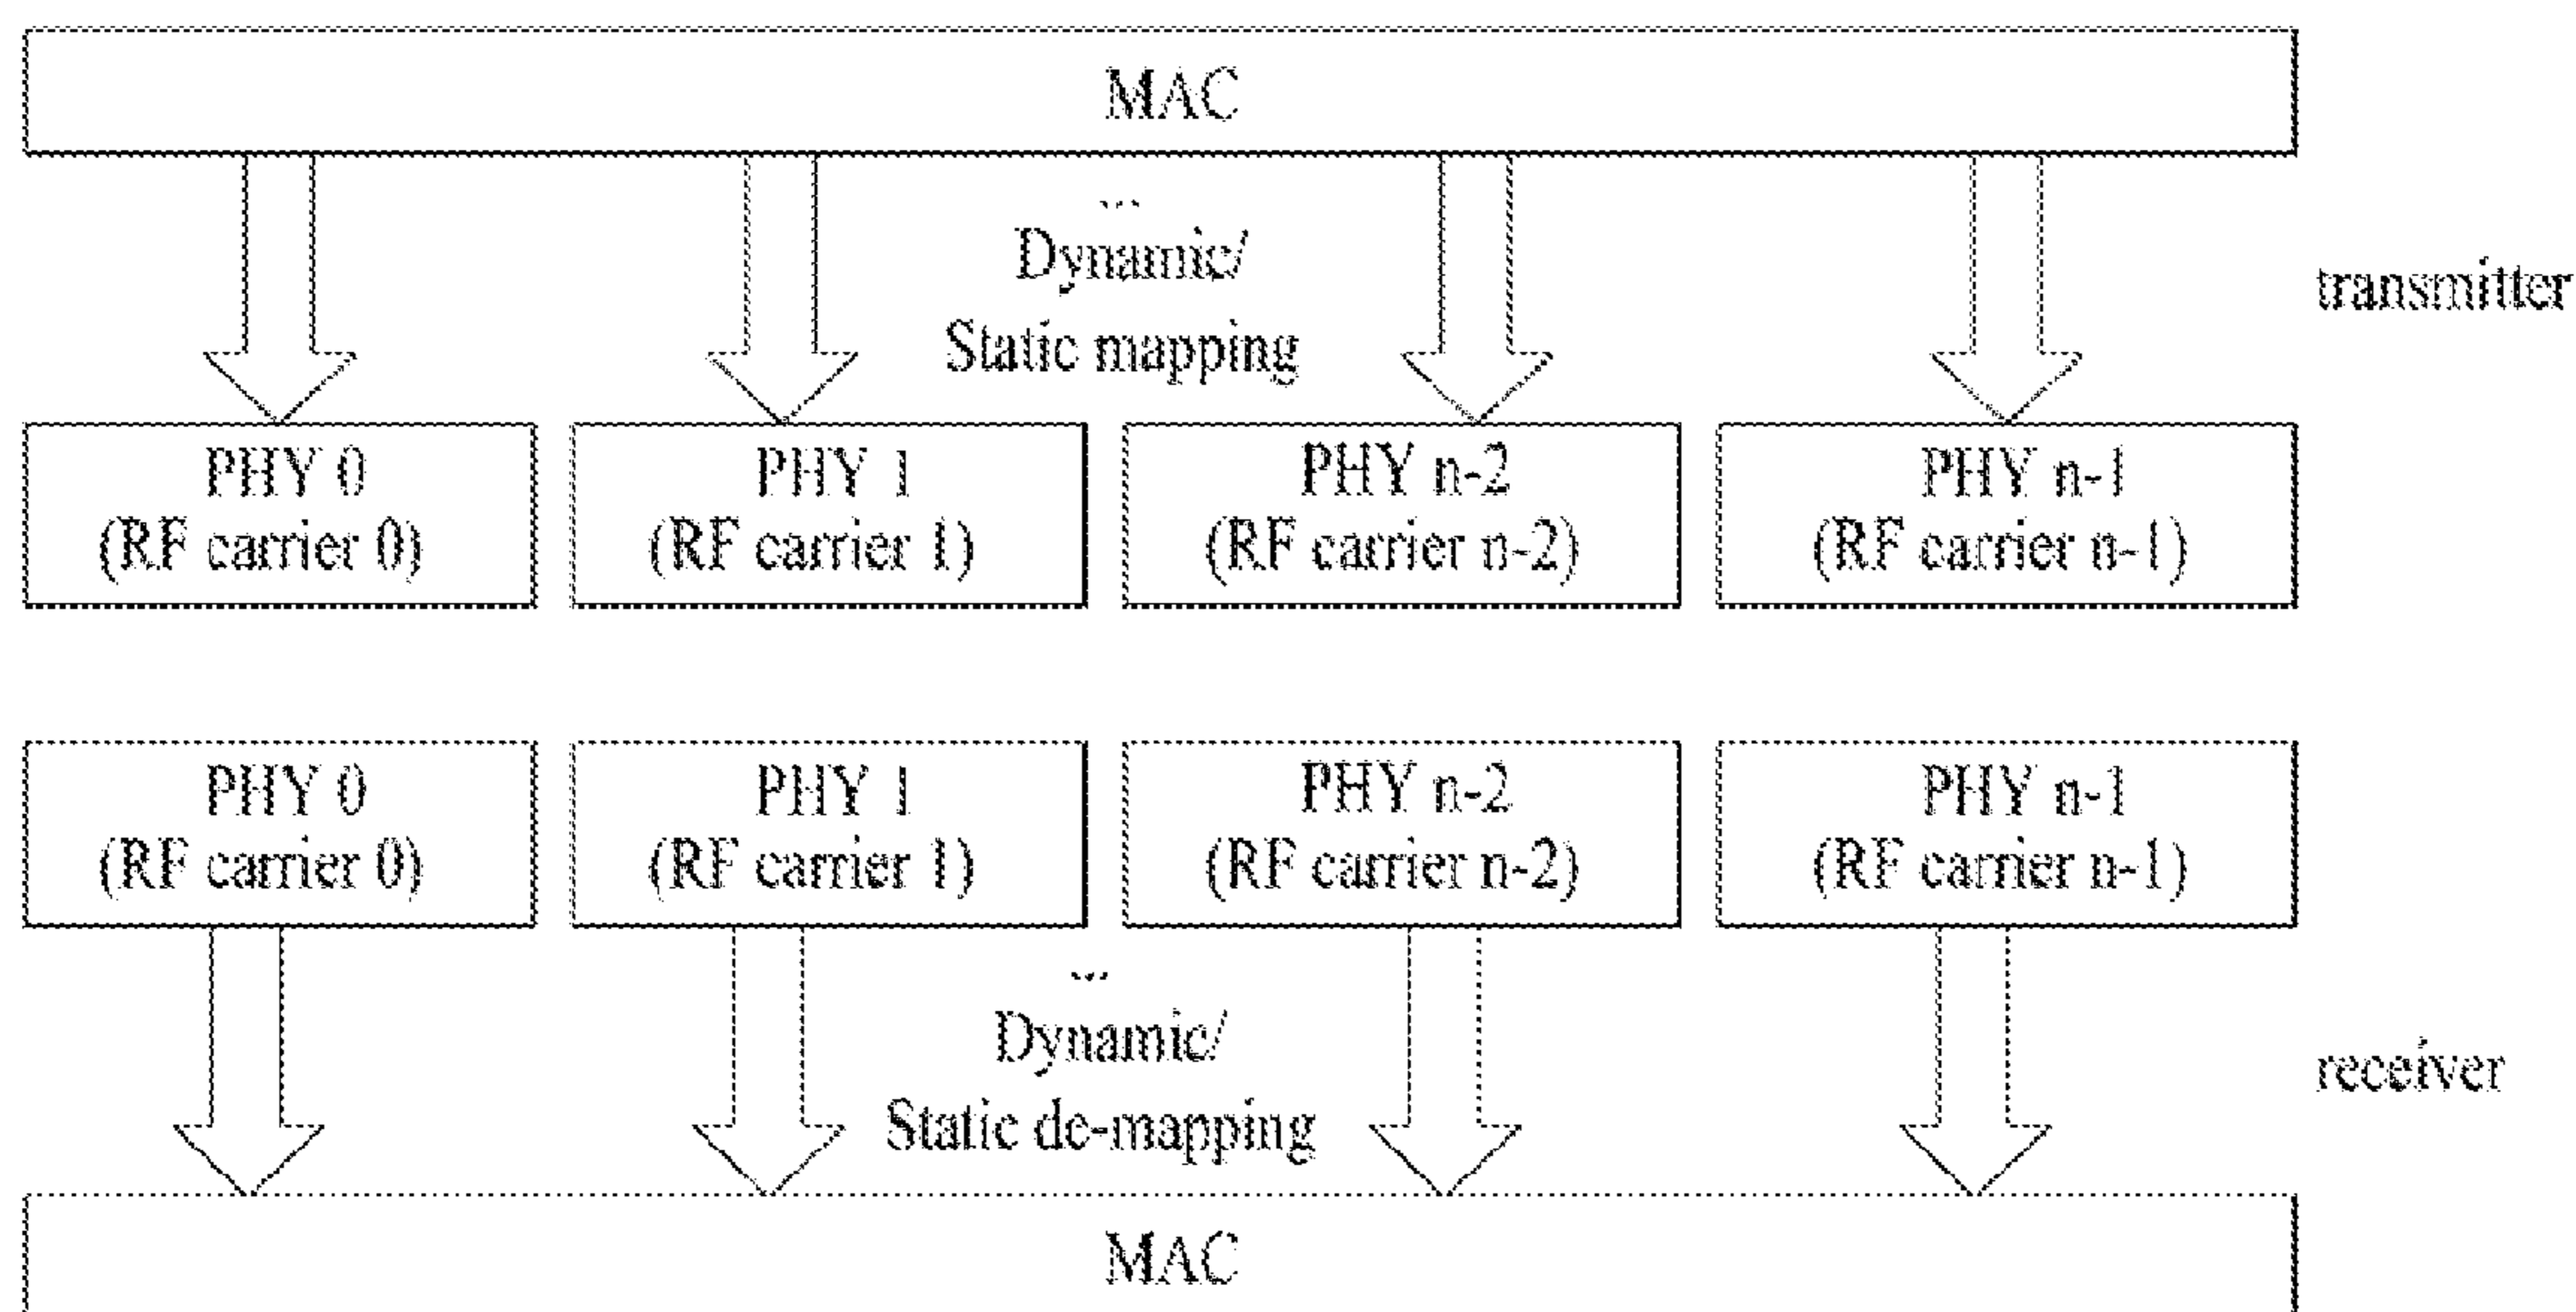 MAC
...
Dynamic/
Static mapping
transmitter
PHY 0
(RF carrier 0)
PHY 1
(RF carrier 1)
PHY n-2
(RF carrier n-2)
PHY n-1
(RF carrier n-1)
PHY 0
(RF carrier 0)
PHY 1
(RF carrier 1)
PHY n-2
(RF carrier n-2)
PHY n-1
(RF carrier n-1)
...
Dynamic/
Static de-mapping
receiver
MAC